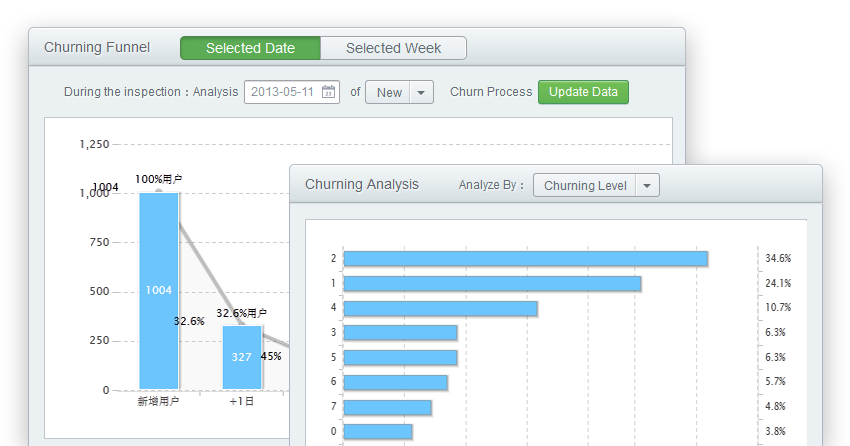 Churning Funnel
Selected Date
Selected Week
During the inspection : Analysis 2013-05-11 of New Churn Process Update Data
1,250
1,000
750
500
250
0
1004
100%用户
1004
32.6%
32.6%用户
327
45%
新增用户
+1日
Churning Analysis
Analyze By : Churning Level
2 34.6%
1 24.1%
4 10.7%
3 6.3%
5 6.3%
6 5.7%
7 4.8%
0 3.8%